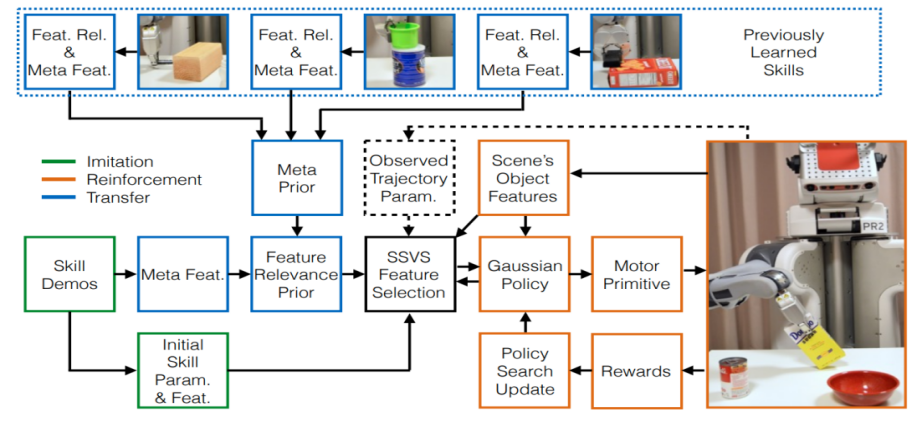 Feat. Rel.
&
Meta Feat.
Feat. Rel.
&
Meta Feat.
Feat. Rel.
&
Meta Feat.
Previously
Learned
Skills
Imitation
Reinforcement
Transfer
Meta
Prior
Observed
Trajectory
Param.
Scene's
Object
Features
PR2
Skill
Demos
Meta Feat.
Feature
Relevance
Prior
SSVS
Feature
Selection
Gaussian
Policy
Motor
Primitive
Initial
Skill
Param.
& Feat.
Policy
Search
Update
Rewards